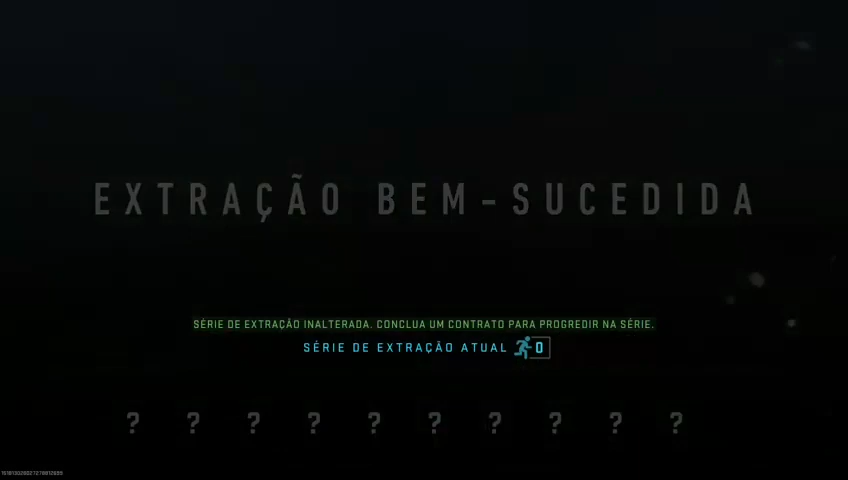 EXTRAÇÃO BEM-SUCEDIDA
SÉRIE DE EXTRAÇÃO INALTERADA. CONCLUA UM CONTRATO PARA PROGREDIR NA SÉRIE.
SÉRIE DE EXTRAÇÃO ATUAL 0
? ? ? ? ? ? ? ? ? ?